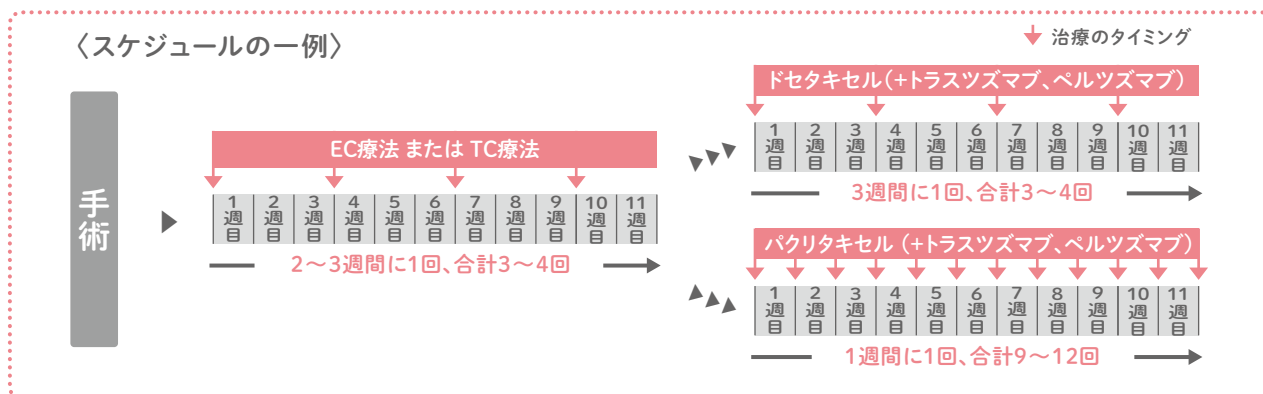 〈スケジュールの一例〉
治療のタイミング
手術
EC療法 または TC療法
1週目 2週目 3週目 4週目 5週目 6週目 7週目 8週目 9週目 10週目 11週目
2〜3週間に1回、合計3〜4回
ドセタキセル(+トラスツズマブ、ペルツズマブ)
1週目 2週目 3週目 4週目 5週目 6週目 7週目 8週目 9週目 10週目 11週目
3週間に1回、合計3〜4回
パクリタキセル (+トラスツズマブ、ペルツズマブ)
1週目 2週目 3週目 4週目 5週目 6週目 7週目 8週目 9週目 10週目 11週目
1週間に1回、合計9〜12回